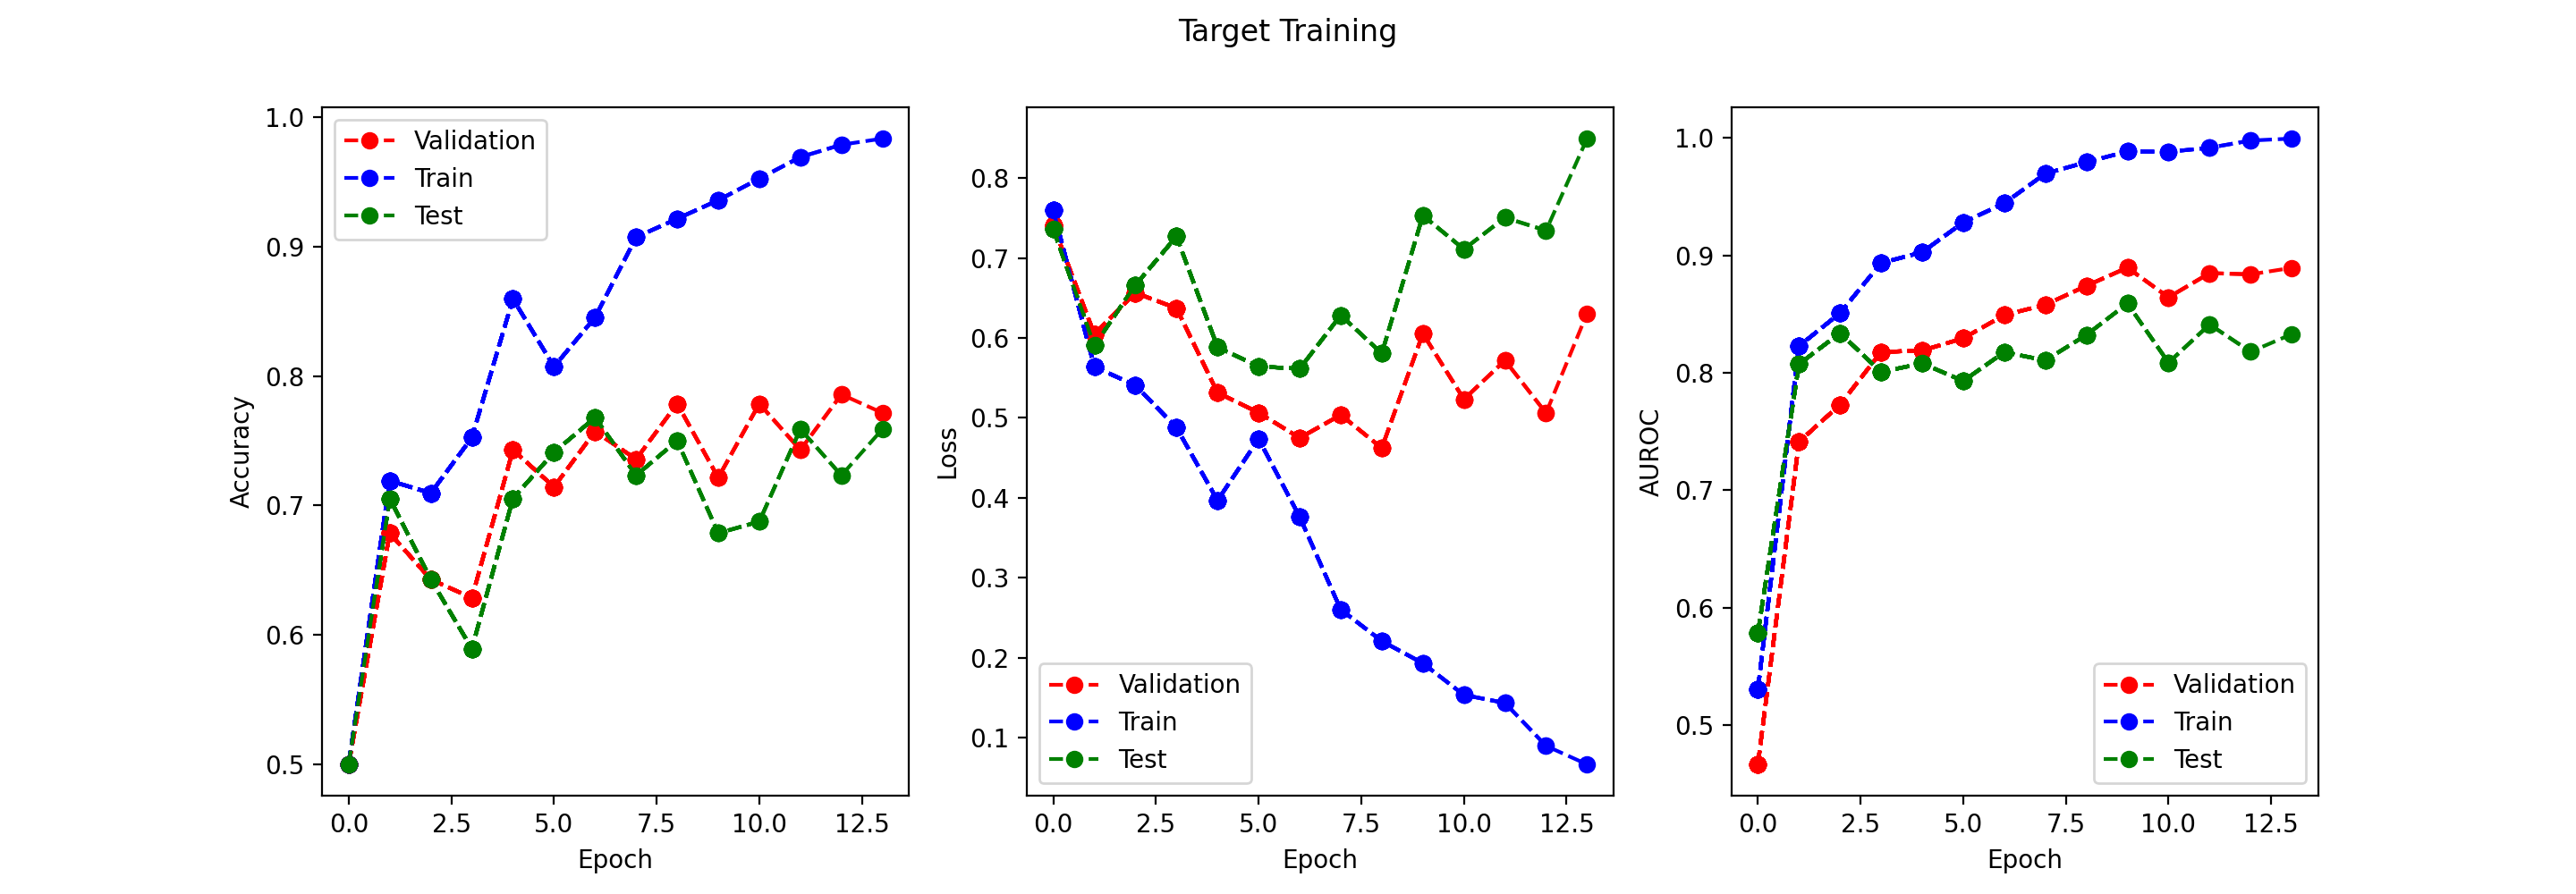 Target Training
Accuracy
1.0
0.9
0.8
0.7
0.6
0.5
Validation
Train
Test
0.0 2.5 5.0 7.5 10.0 12.5
Epoch
Loss
0.8
0.7
0.6
0.5
0.4
0.3
0.2
0.1
Validation
Train
Test
0.0 2.5 5.0 7.5 10.0 12.5
Epoch
AUROC
1.0
0.9
0.8
0.7
0.6
0.5
Validation
Train
Test
0.0 2.5 5.0 7.5 10.0 12.5
Epoch